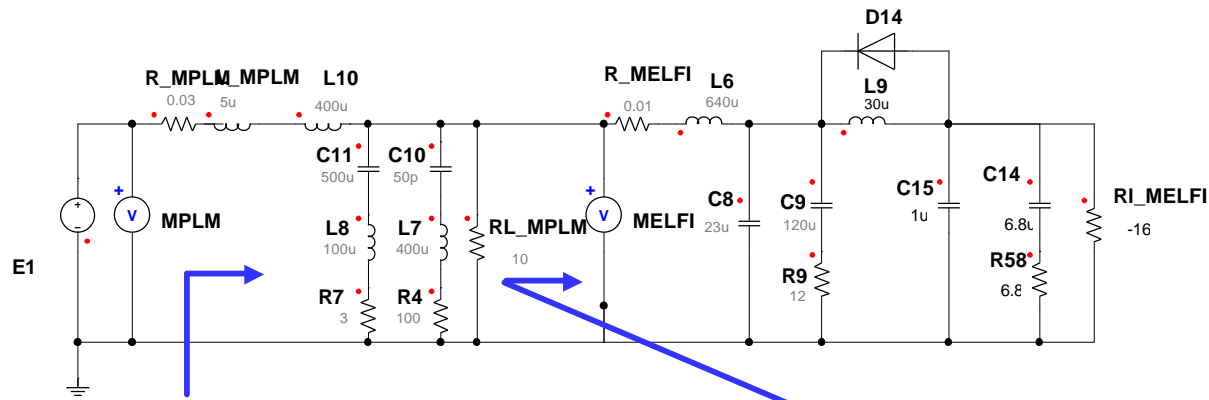 D14
R_MPLM L_MPLM L10
0.03 5u 400u
R_MELFI L6
0.01 640u
L9
30u
C11
500u
C10
50p
MPLM
L8
100u
L7
400u
RL_MPLM
10
MELFI
C8
23u
C9
120u
C15
1u
C14
6.8u
RI_MELFI
-16
E1
R7
3
R4
100
R9
12
R58
6.8
+
V
+
V
+
−